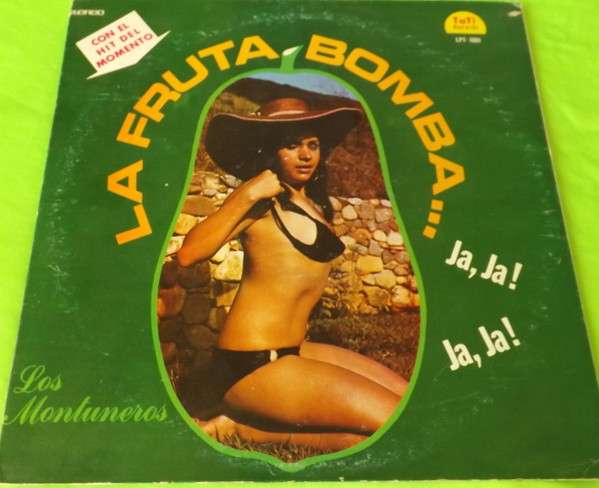 STEREO
CON EL
HIT DEL
MOMENTO
LA FRUTA BOMBA...
Ja, Ja!
Ja, Ja!
Los
Montuneros